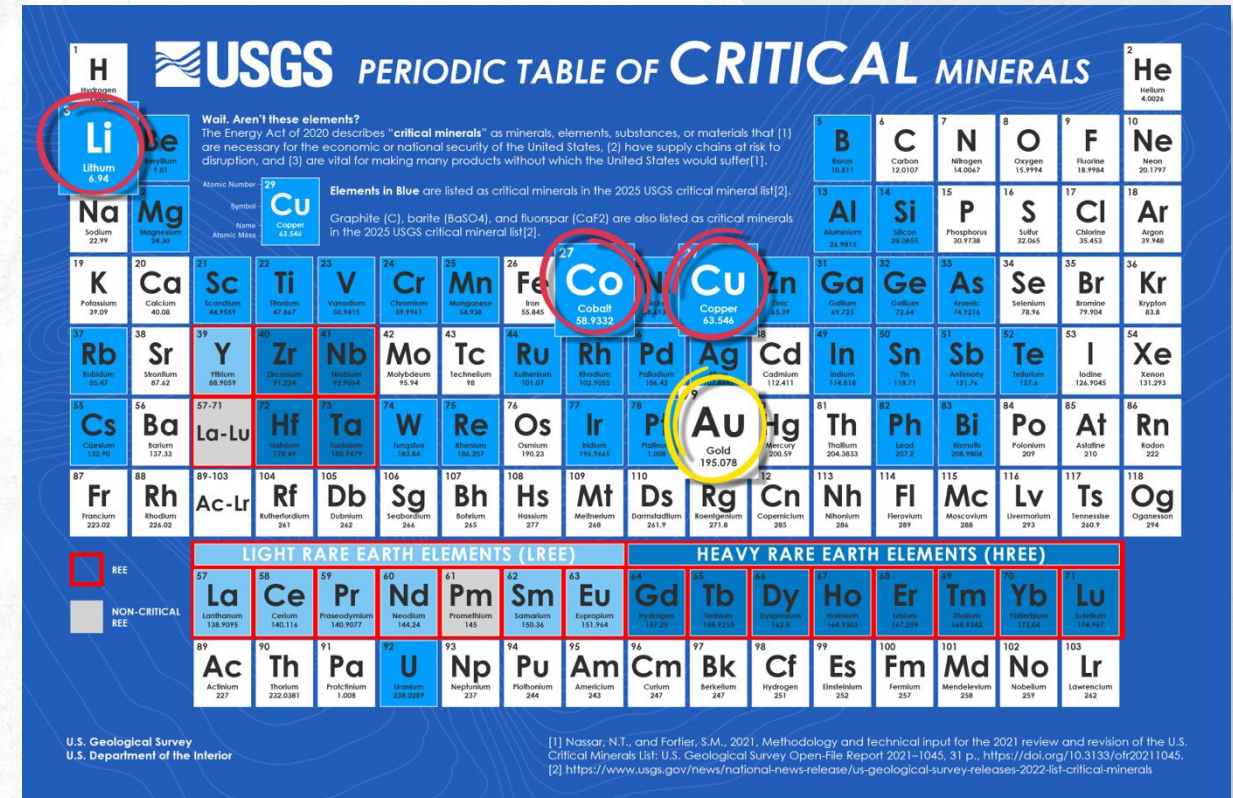 1 2
H USGS PERIODIC TABLE OF CRITICAL MINERALS He
Hydrogen Helium
4.0026
Wait. Aren't these elements?
The Energy Act of 2020 describes "critical minerals" as minerals, elements, substances, or materials that (1)
are necessary for the economic or national security of the United States, (2) have supply chains at risk to
disruption, and (3) are vital for making many products without which the United States would suffer[1].
Atomic Number 29
Symbol Cu
Name Copper
Atomic Mass 63.546
Elements in Blue are listed as critical minerals in the 2025 USGS critical mineral list[2].
Graphite (C), barite (BaSO4), and fluorspar (CaF2) are also listed as critical minerals
in the 2025 USGS critical mineral list[2].
3 5 6 7 8 9 10
Li Be B C N O F Ne
Lithum Beryllium Boron Carbon Nitrogen Oxygen Fluorine Neon
6.94 9.01 10.811 12.0107 14.0067 15.9994 18.9984 20.1797
13 14 15 16 17 18
Na Mg Al Si P S Cl Ar
Sodium Magnesium Aluminium Silicon Phosphorus Sulfur Chlorine Argon
22.99 24.30 26.9815 28.0855 30.9738 32.065 35.453 39.948
19 20 21 22 23 24 25 26 27 31 32 33 34 35 36
K Ca Sc Ti V Cr Mn Fe Co Cu Zn Ga Ge As Se Br Kr
Potassium Calcium Scandium Titanium Vanadium Chromium Manganese Iron Cobalt Copper Zinc Gallium Gallium Arsenic Selenium Bromine Krypton
39.09 40.08 44.9559 47.867 50.9415 59.9961 54.938 55.845 58.9332 63.546 65.39 69.723 72.64 74.9216 78.96 79.904 83.8
37 38 39 40 41 42 43 44 49 50 51 52 53 54
Rb Sr Y Zr Nb Mo Tc Ru Rh Pd Ag Cd In Sn Sb Te I Xe
Rubidium Strontium Yttrium Zirconium Niobium Molybdeum Technelium Ruthenium Rhodium Palladium Cadmium Indium Tin Antimony Tellurium Iodine Xenon
85.47 87.62 88.9059 91.224 92.9064 95.94 98 101.07 102.9055 106.42 112.411 114.818 118.71 121.76 127.6 126.9045 131.293
55 56 57-71 72 73 74 75 76 77 78 81 82 83 84 85 86
Cs Ba La-Lu Hf Ta W Re Os Ir Pt Au Hg Th Ph Bi Po At Rn
Caesium Barium Hafnium Tantalum Tungstun Rhenium Osmium Iridium Platinum Gold Mercury Thallium Lead Bismuth Polonium Astatine Radon
132.90 137.33 178.49 180.9479 183.84 186.207 190.23 196.9665 1.008 195.078 200.59 204.3833 207.2 208.9804 209 210 222
87 88 89-103 104 105 106 107 108 109 110 113 114 115 116 117 118
Fr Rh Ac-Lr Rf Db Sg Bh Hs Mt Ds Rg Cn Nh Fl Mc Lv Ts Og
Francium Radium Rutherfordium Dubnium Seabordium Bohrium Hassium Meitnerium Darmstadtium Roentgenium Copernicium Nihonium Flerovium Moscovium Livermorium Tennessise Oganesson
223.02 226.02 261 262 266 265 277 268 261.9 271.8 285 286 289 288 293 260.9 294
LIGHT RARE EARTH ELEMENTS (LREE) HEAVY RARE EARTH ELEMENTS (HREE)
REE
NON-CRITICAL
REE
57 58 59 60 61 62 63 64 65 66 67 68 69 70 71
La Ce Pr Nd Pm Sm Eu Gd Tb Dy Ho Er Tm Yb Lu
Lanthanum Cerium Praseodymium Neodium Promethium Samarium Eupropium Hydrogen Terbium Dysprosium Holmium Erbium Thulium Ybtterbium Lutetium
138.9095 140.116 140.9077 144.24 145 150.36 151.964 157.25 158.9253 162.5 164.9303 167.259 168.9342 173.04 174.967
89 90 91 92 93 94 95 96 97 98 99 100 101 102 103
Ac Th Pa U Np Pu Am Cm Bk Cf Es Fm Md No Lr
Actinium Thorium Protctinium Uranium Neptunium Plothonium Americium Curium Berkelium Hydrogen Einsteinium Fermium Mendelevium Nobelium Lawrencium
227 232.0381 1.008 238.0289 237 244 243 247 247 251 252 257 258 259 262
U.S. Geological Survey
U.S. Department of the Interior
[1] Nassar, N.T., and Fortier, S.M., 2021, Methodology and technical input for the 2021 review and revision of the U.S.
Critical Minerals List: U.S. Geological Survey Open-File Report 2021–1045, 31 p., https://doi.org/10.3133/ofr20211045.
[2] https://www.usgs.gov/news/national-news-release/us-geological-survey-releases-2022-list-critical-minerals